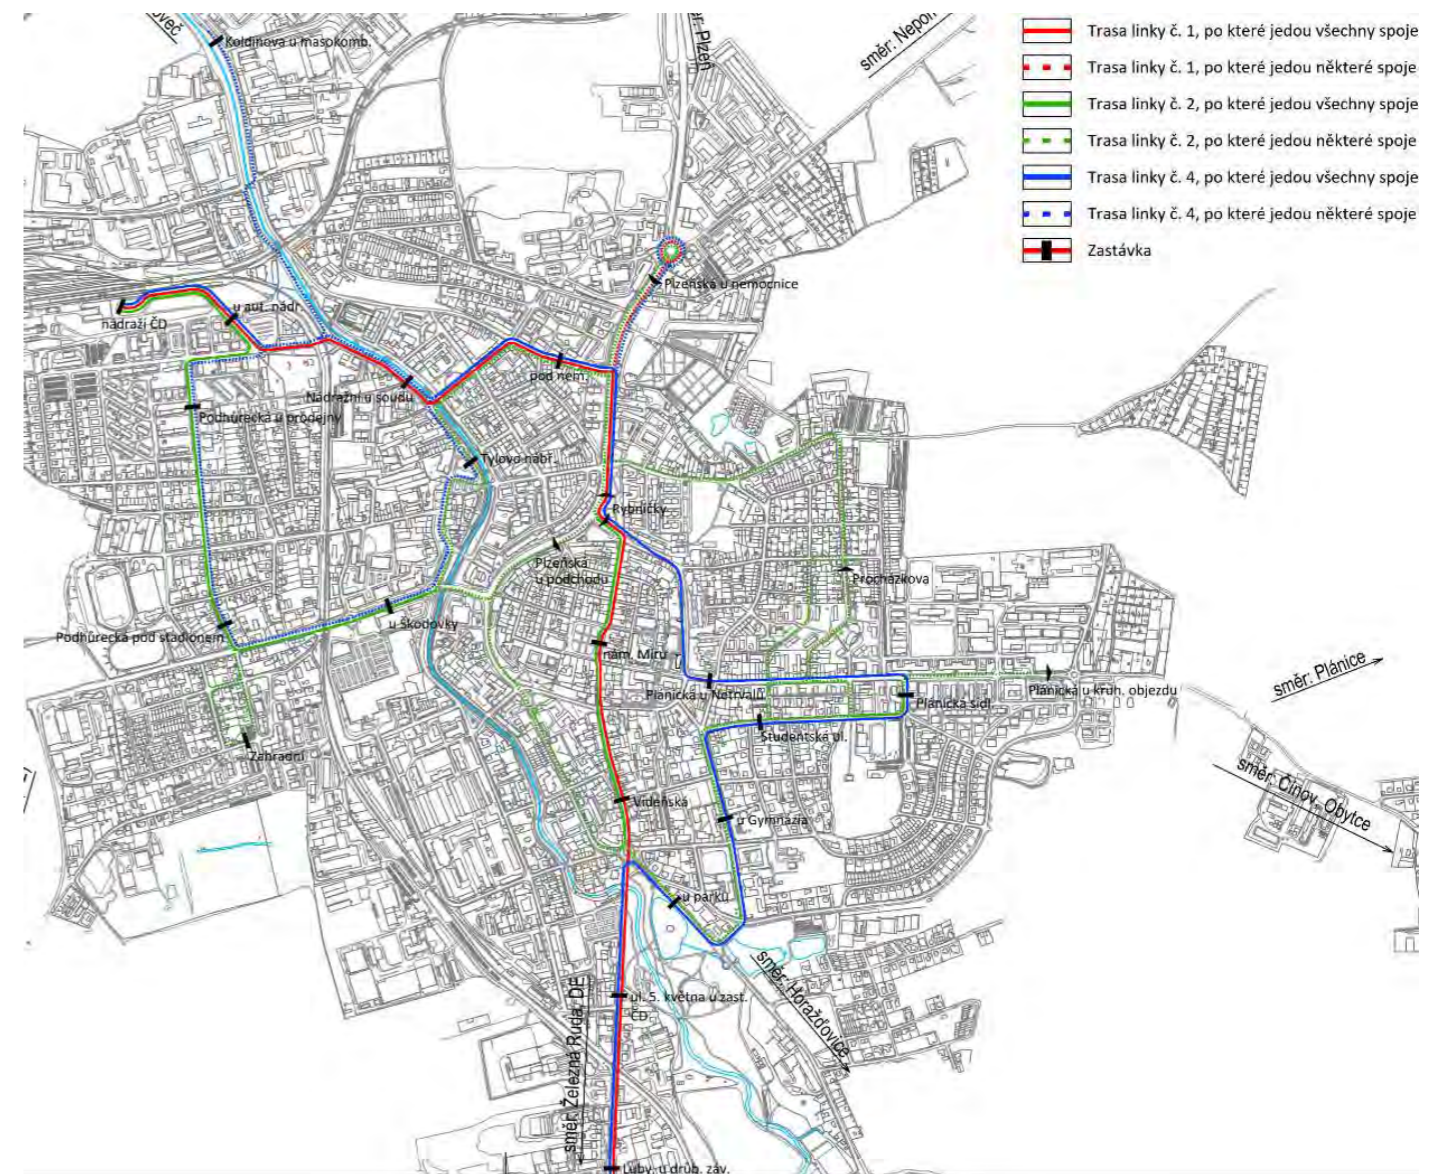 oveč
Koldinova u masokomb.
ěr: Plzeň
směr: Nepom
Trasa linky č. 1, po které jedou všechny spoje
Trasa linky č. 1, po které jedou některé spoje
Trasa linky č. 2, po které jedou všechny spoje
Trasa linky č. 2, po které jedou některé spoje
Trasa linky č. 4, po které jedou všechny spoje
Trasa linky č. 4, po které jedou některé spoje
Zastávka
Plzeňská u nemocnice
u aut. nádr.
nádraží ČD
pod nem.
Nádražní u soudu
Podhůrecká u prodejny
Tylovo nábř.
Rybníčky
Plzeňská
u podchodu
Procházkova
u Škodovky
Podhůrecká pod stadionem
nám. Míru
Plánická u Netrvalů
Plánická sídl.
Plánická u kruh. objezdu
směr: Plánice
Studentská ul.
Zahradní
směr: Činov, Obytce
Vídeňská
u Gymnázia
u parku
směr: Horažďovice
ul. 5. května u zast.
ČD
směr: Železná Ruda, DE
Luby, u drůb. záv.